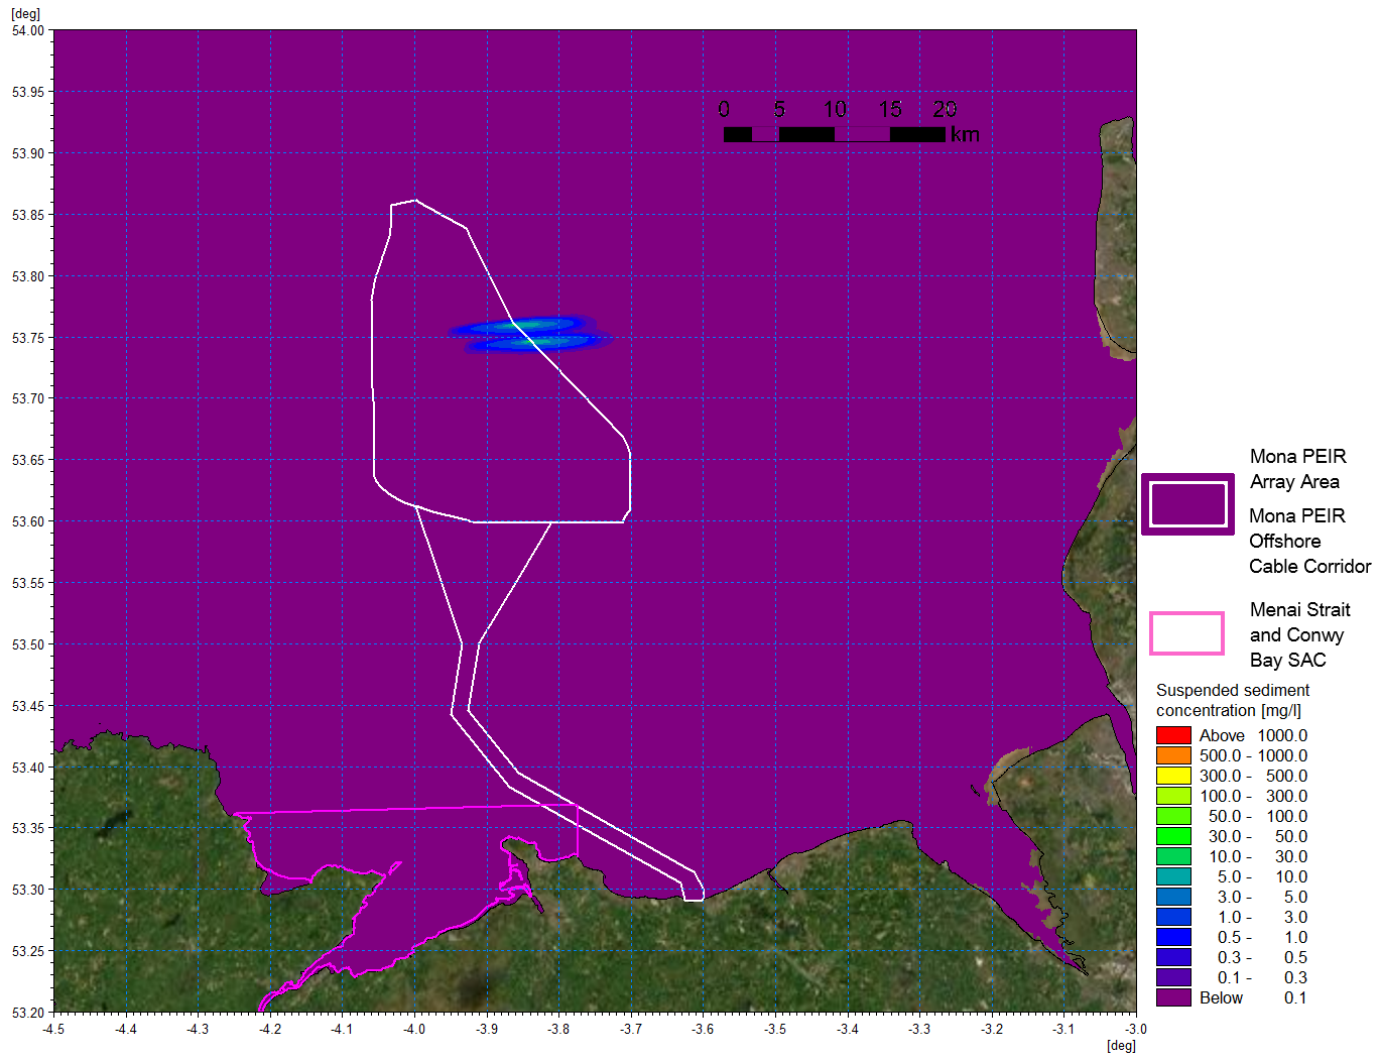 [deg]
54.00
53.95
53.90
53.85
53.80
53.75
53.70
53.65
53.60
53.55
53.50
53.45
53.40
53.35
53.30
53.25
53.20
0 5 10 15 20
km
-4.5 -4.4 -4.3 -4.2 -4.1 -4.0 -3.9 -3.8 -3.7 -3.6 -3.5 -3.4 -3.3 -3.2 -3.1 -3.0
[deg]
Mona PEIR
Array Area
Mona PEIR
Offshore
Cable Corridor
Menai Strait
and Conwy
Bay SAC
Suspended sediment
concentration [mg/l]
Above 1000.0
500.0 - 1000.0
300.0 - 500.0
100.0 - 300.0
50.0 - 100.0
30.0 - 50.0
10.0 - 30.0
5.0 - 10.0
3.0 - 5.0
1.0 - 3.0
0.5 - 1.0
0.3 - 0.5
0.1 - 0.3
Below 0.1